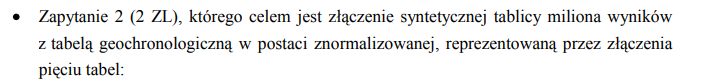 • Zapytanie 2 (2 ZL), którego celem jest złączenie syntetycznej tablicy miliona wyników
z tabelą geochronologiczną w postaci znormalizowanej, reprezentowaną przez złączenia
pięciu tabel: